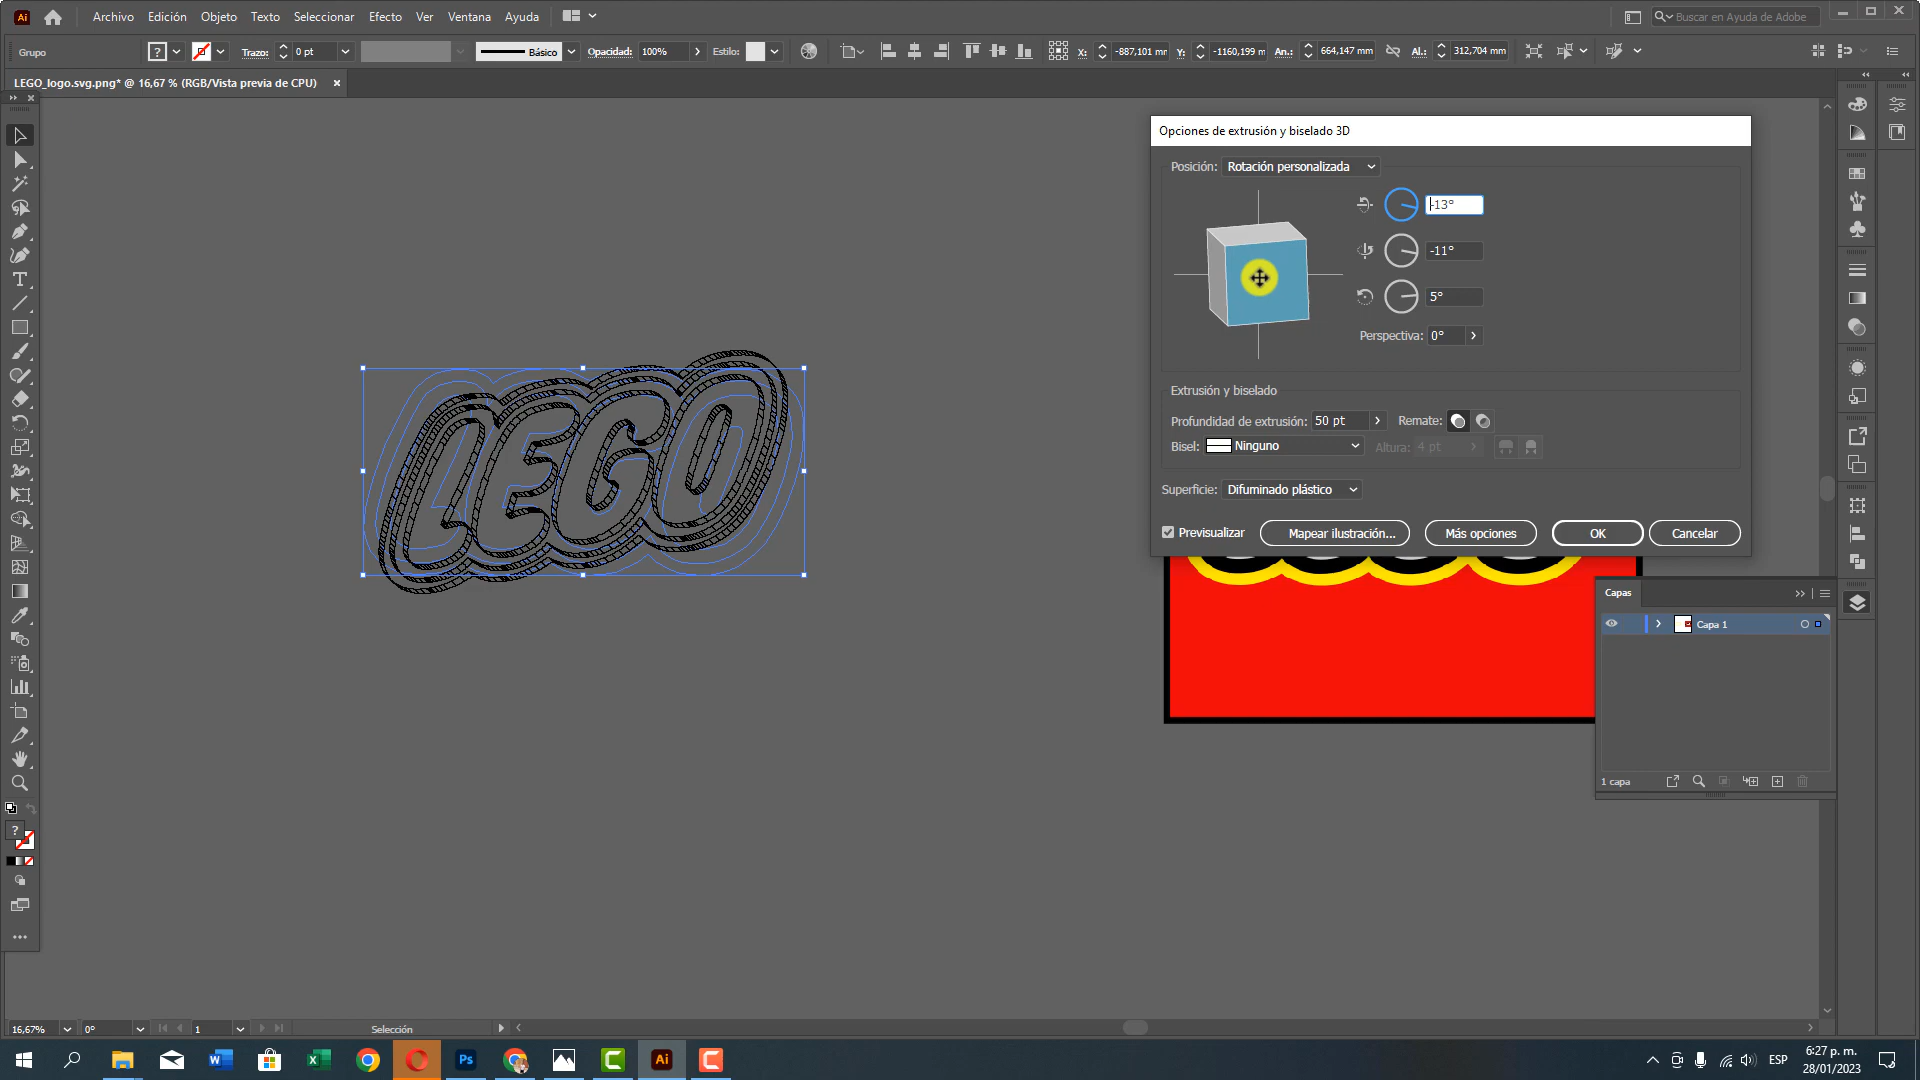 Ai Archivo Edición Objeto Texto Seleccionar Efecto Ver Ventana Ayuda Buscar en Ayuda de Adobe
Grupo ? Trazo: 0 pt Básico Opacidad: 100% Estilo: X: -887,101 mm Y: -1160,199 m An.: 664,147 mm Al.: 312,704 mm
LEGO_logo.svg.png* @ 16,67 % (RGB/Vista previa de CPU) ×
Opciones de extrusión y biselado 3D
Posición: Rotación personalizada
-13°
-11°
5°
Perspectiva: 0°
Extrusión y biselado
Profundidad de extrusión: 50 pt Remate:
Bisel: Ninguno Altura: 4 pt
Superficie: Difuminado plástico
Previsualizar Mapear ilustración... Más opciones OK Cancelar
LEGO
Capas
Capa 1
1 capa
?
16,67% 0° 1 Selección
W X Ps C Ai C ESP 6:27 p. m.
28/01/2023